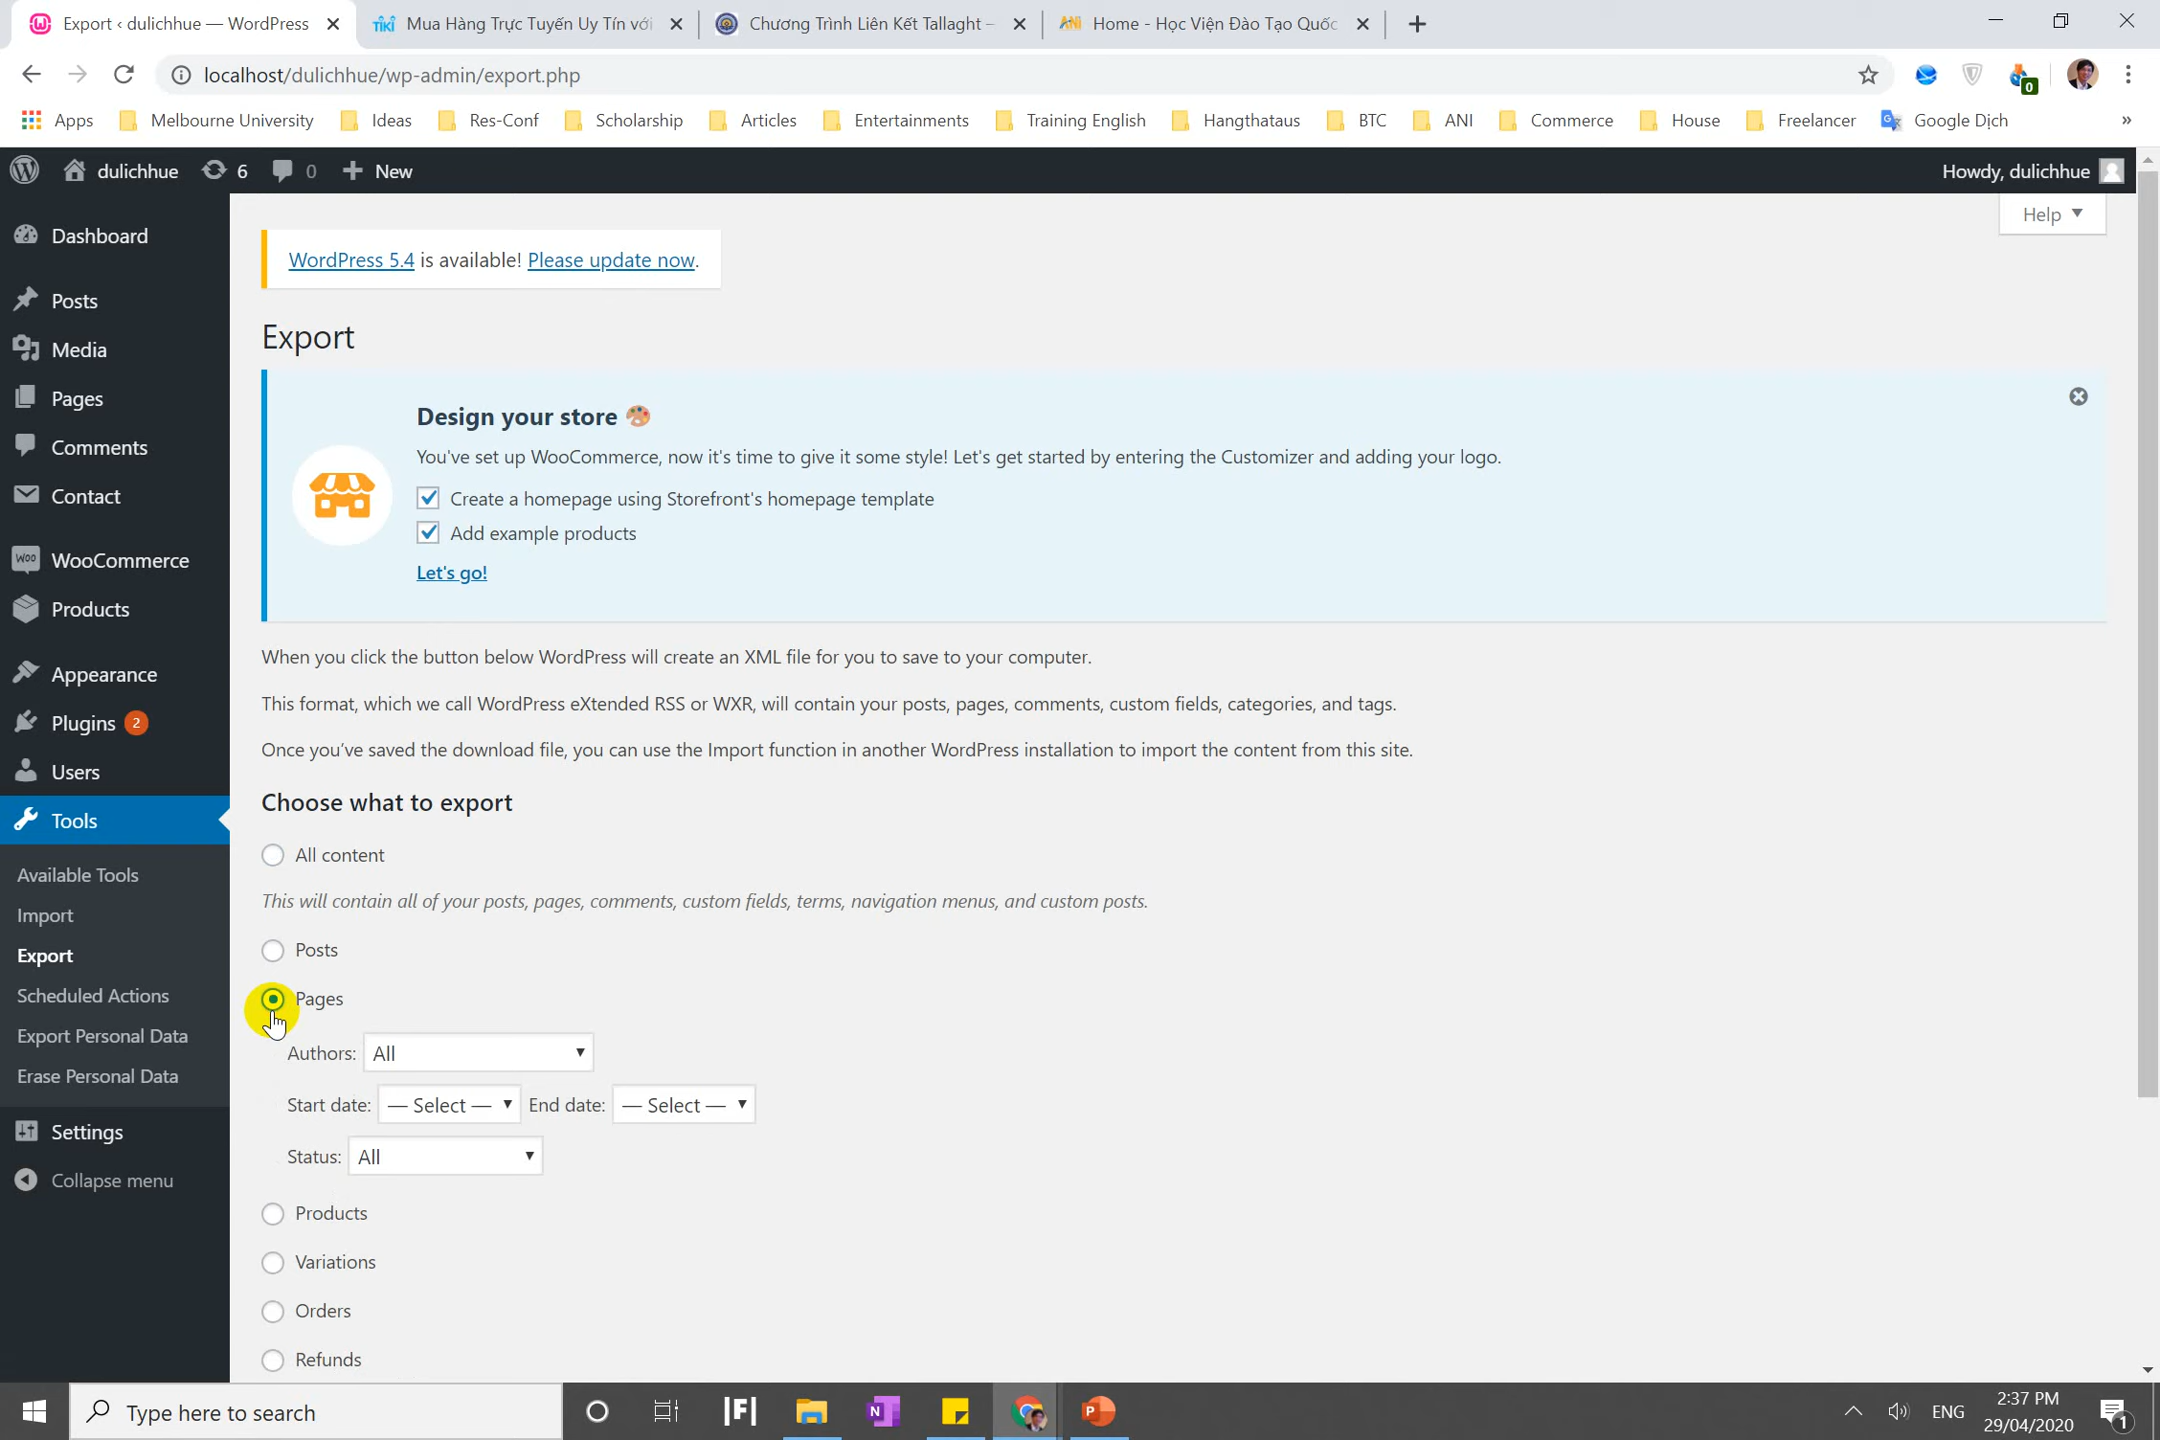 Export ‹ dulichhue — WordPress
TIKI Mua Hàng Trực Tuyến Uy Tín với
Chương Trình Liên Kết Tallaght –
ANI Home - Học Viện Đào Tạo Quốc
localhost/dulichhue/wp-admin/export.php
0
Apps Melbourne University Ideas Res-Conf Scholarship Articles Entertainments Training English Hangthataus BTC ANI Commerce House Freelancer Google Dịch »
dulichhue 6 0 New
Howdy, dulichhue
Help
Dashboard
Posts
Media
Pages
Comments
Contact
WooCommerce
Products
Appearance
Plugins 2
Users
Tools
Available Tools
Import
Export
Scheduled Actions
Export Personal Data
Erase Personal Data
Settings
Collapse menu
WordPress 5.4 is available! Please update now.
Export
Design your store
You've set up WooCommerce, now it's time to give it some style! Let's get started by entering the Customizer and adding your logo.
Create a homepage using Storefront's homepage template
Add example products
Let's go!
When you click the button below WordPress will create an XML file for you to save to your computer.
This format, which we call WordPress eXtended RSS or WXR, will contain your posts, pages, comments, custom fields, categories, and tags.
Once you’ve saved the download file, you can use the Import function in another WordPress installation to import the content from this site.
Choose what to export
All content
This will contain all of your posts, pages, comments, custom fields, terms, navigation menus, and custom posts.
Posts
Pages
Authors: All
Start date: — Select — End date: — Select —
Status: All
Products
Variations
Orders
Refunds
Type here to search
ENG
2:37 PM
29/04/2020
1